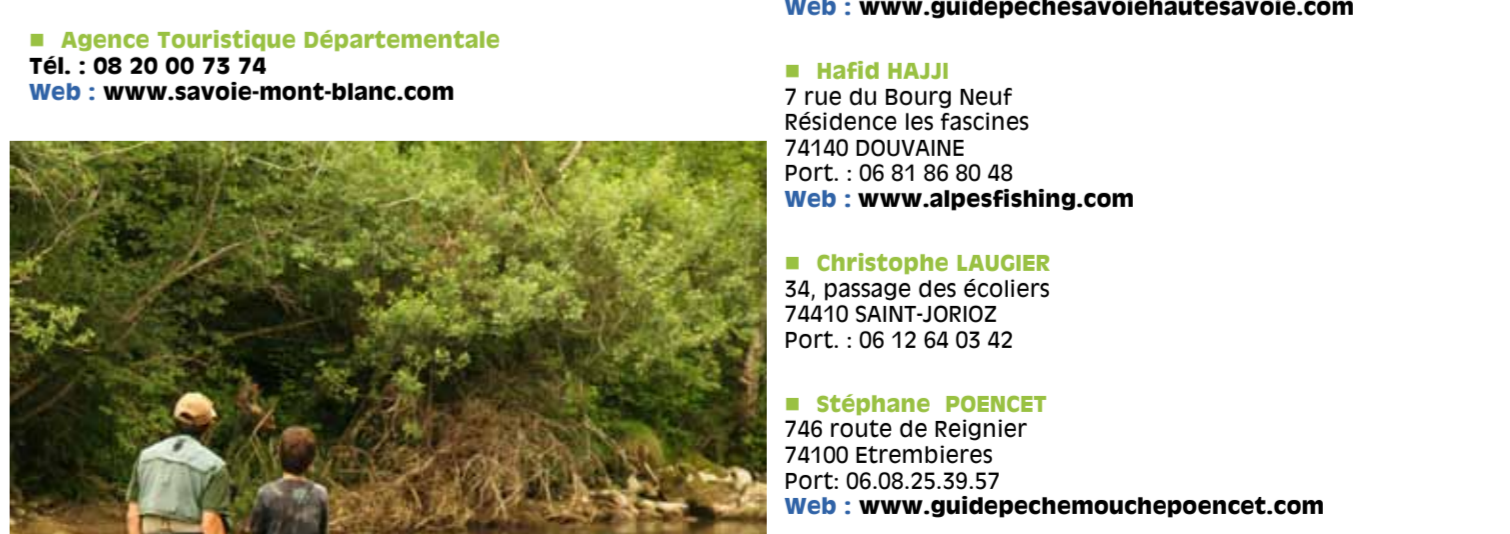 ■ Agence Touristique Départementale
Tél. : 08 20 00 73 74
Web : www.savoie-mont-blanc.com
Web : www.guidepechesavoiehautesavoie.com
■ Hafid HAJJI
7 rue du Bourg Neuf
Résidence les fascines
74140 DOUVAINE
Port. : 06 81 86 80 48
Web : www.alpesfishing.com
■ Christophe LAUGIER
34, passage des écoliers
74410 SAINT-JORIOZ
Port. : 06 12 64 03 42
■ Stéphane POENCET
746 route de Reignier
74100 Etrembieres
Port: 06.08.25.39.57
Web : www.guidepechemouchepoencet.com